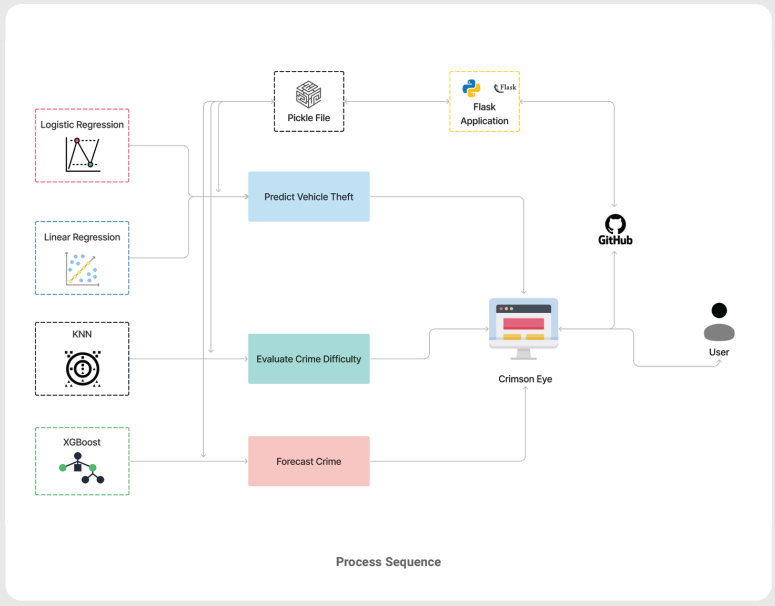 Logistic Regression
Linear Regression
KNN
XGBoost
Pickle File
Flask
Flask
Application
Predict Vehicle Theft
Evaluate Crime Difficulty
Forecast Crime
GitHub
Crimson Eye
User
Process Sequence